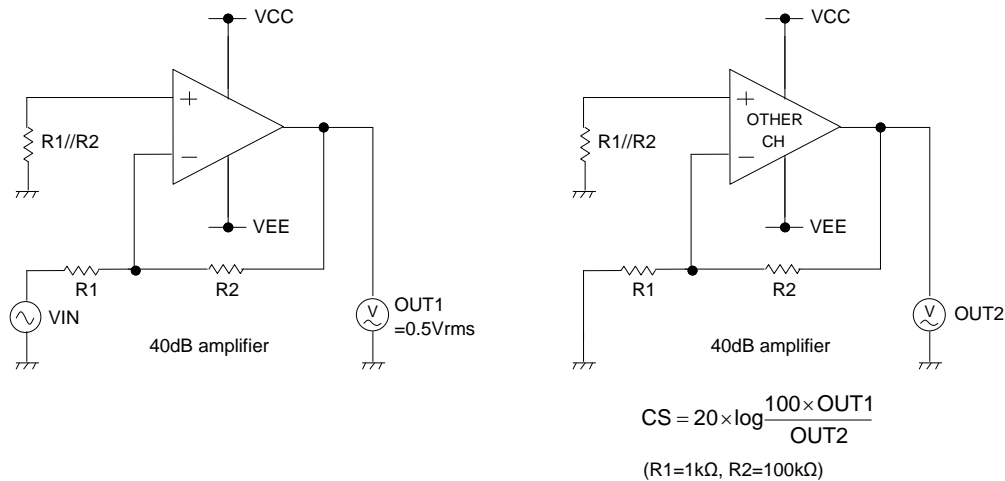 VCC
+
R1//R2
−
VEE
R1
R2
VIN
V
OUT1
=0.5Vrms
40dB amplifier
VCC
+
OTHER
CH
R1//R2
−
VEE
R1
R2
V
OUT2
40dB amplifier
CS = 20×log 100×OUT1
OUT2
(R1=1kΩ, R2=100kΩ)